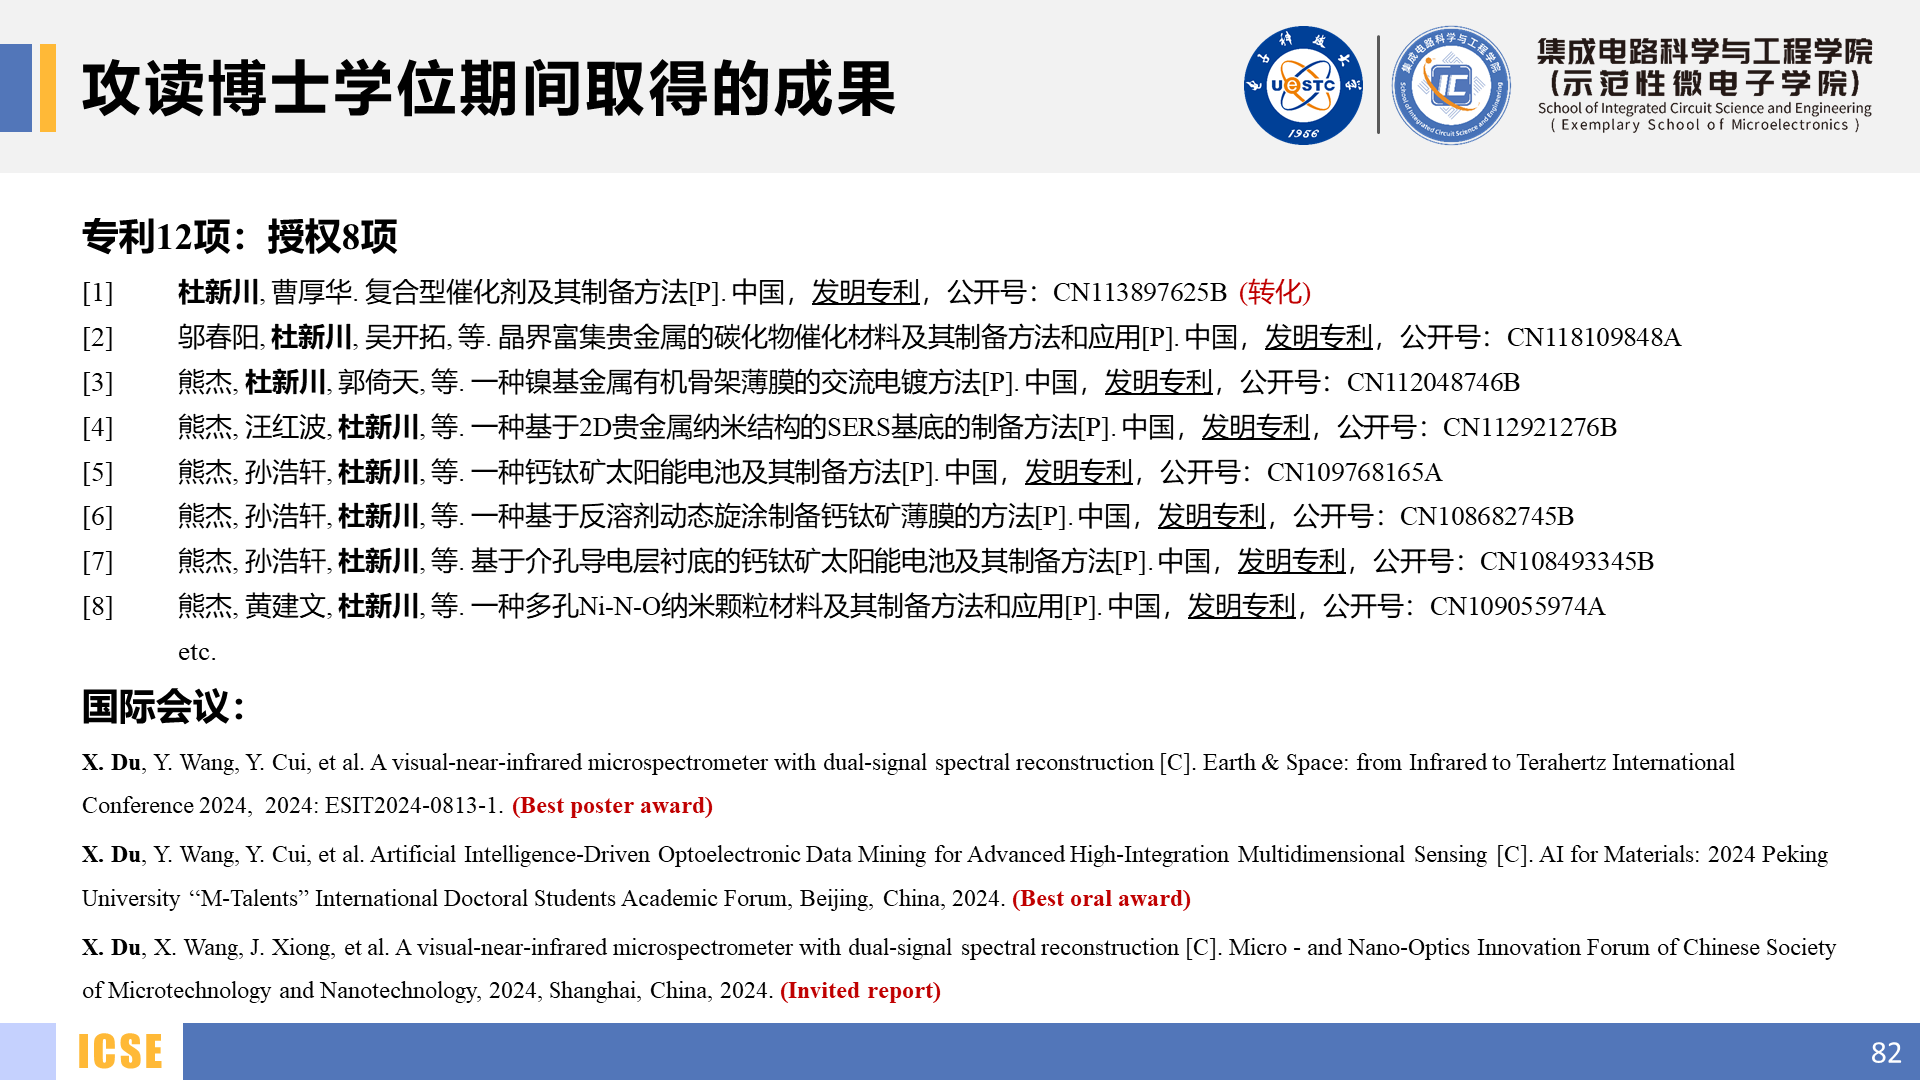 攻读博士学位期间取得的成果
UeSTC
1956
集成电路科学与工程学院
School of Integrated Circuit Science and Engineering
IC
集成电路科学与工程学院
(示范性微电子学院)
School of Integrated Circuit Science and Engineering
( Exemplary School of Microelectronics )
专利12项：授权8项
[1] 杜新川, 曹厚华. 复合型催化剂及其制备方法[P]. 中国，发明专利，公开号：CN113897625B (转化)
[2] 邬春阳, 杜新川, 吴开拓, 等. 晶界富集贵金属的碳化物催化材料及其制备方法和应用[P]. 中国，发明专利，公开号：CN118109848A
[3] 熊杰, 杜新川, 郭倚天, 等. 一种镍基金属有机骨架薄膜的交流电镀方法[P]. 中国，发明专利，公开号：CN112048746B
[4] 熊杰, 汪红波, 杜新川, 等. 一种基于2D贵金属纳米结构的SERS基底的制备方法[P]. 中国，发明专利，公开号：CN112921276B
[5] 熊杰, 孙浩轩, 杜新川, 等. 一种钙钛矿太阳能电池及其制备方法[P]. 中国，发明专利，公开号：CN109768165A
[6] 熊杰, 孙浩轩, 杜新川, 等. 一种基于反溶剂动态旋涂制备钙钛矿薄膜的方法[P]. 中国，发明专利，公开号：CN108682745B
[7] 熊杰, 孙浩轩, 杜新川, 等. 基于介孔导电层衬底的钙钛矿太阳能电池及其制备方法[P]. 中国，发明专利，公开号：CN108493345B
[8] 熊杰, 黄建文, 杜新川, 等. 一种多孔Ni-N-O纳米颗粒材料及其制备方法和应用[P]. 中国，发明专利，公开号：CN109055974A
etc.
国际会议：
X. Du, Y. Wang, Y. Cui, et al. A visual-near-infrared microspectrometer with dual-signal spectral reconstruction [C]. Earth & Space: from Infrared to Terahertz International
Conference 2024, 2024: ESIT2024-0813-1. (Best poster award)
X. Du, Y. Wang, Y. Cui, et al. Artificial Intelligence-Driven Optoelectronic Data Mining for Advanced High-Integration Multidimensional Sensing [C]. AI for Materials: 2024 Peking
University “M-Talents” International Doctoral Students Academic Forum, Beijing, China, 2024. (Best oral award)
X. Du, X. Wang, J. Xiong, et al. A visual-near-infrared microspectrometer with dual-signal spectral reconstruction [C]. Micro - and Nano-Optics Innovation Forum of Chinese Society
of Microtechnology and Nanotechnology, 2024, Shanghai, China, 2024. (Invited report)
ICSE
82